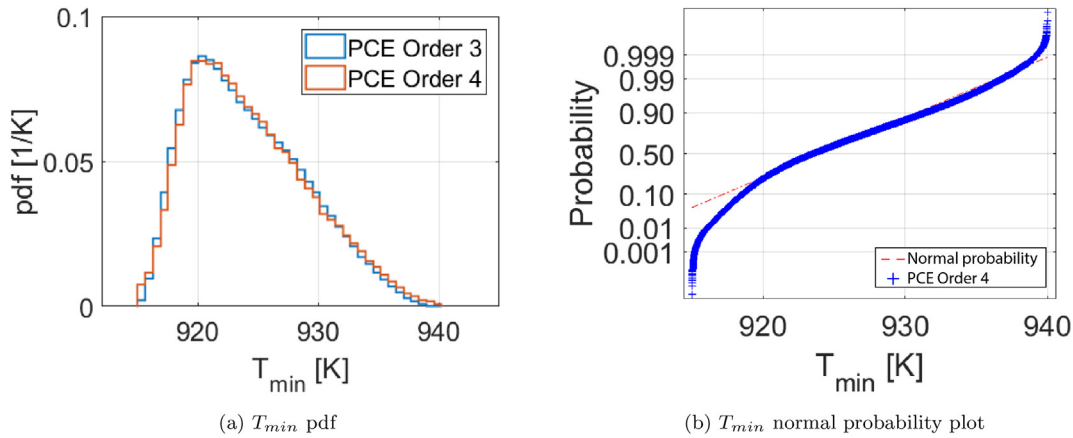 0.1
PCE Order 3
PCE Order 4
0.05
0
pdf [1/K]
920
930
940
T_min [K]
(a) T_min pdf
0.999
0.99
0.90
0.50
0.10
0.01
0.001
Probability
Normal probability
PCE Order 4
920
930
940
T_min [K]
(b) T_min normal probability plot